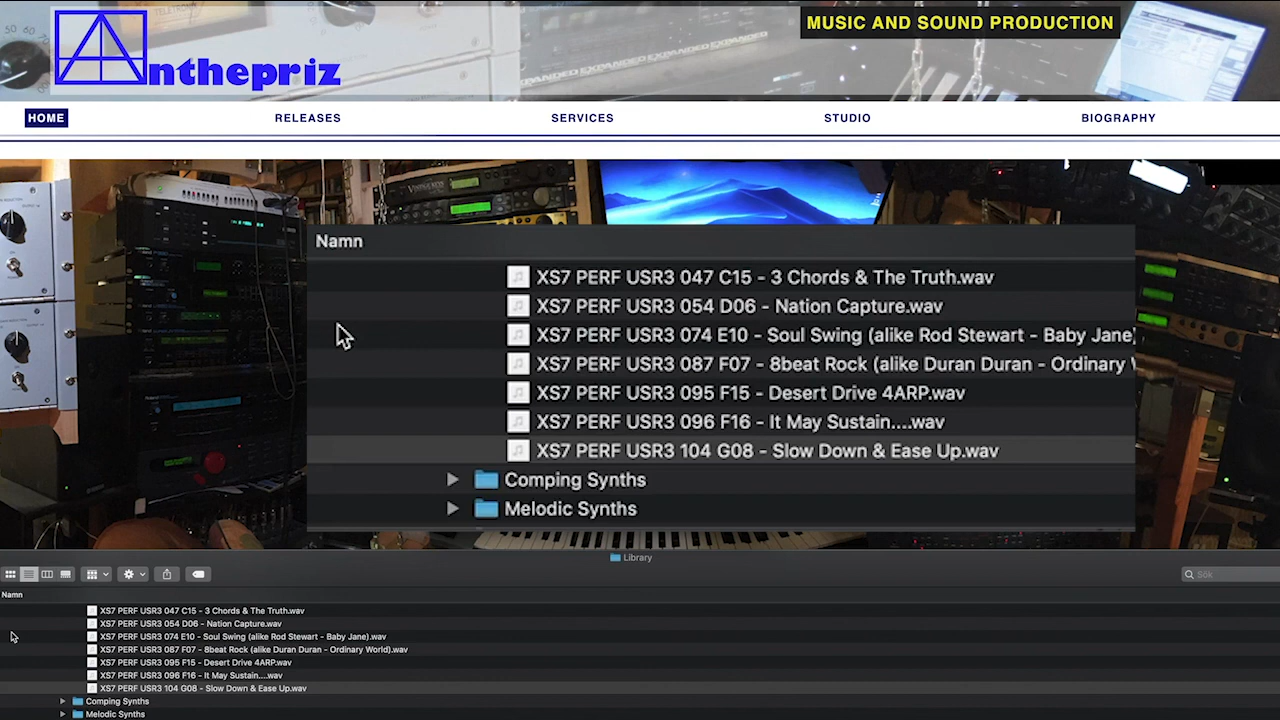 Anthepriz
MUSIC AND SOUND PRODUCTION
HOME
RELEASES
SERVICES
STUDIO
BIOGRAPHY
Namn
XS7 PERF USR3 047 C15 - 3 Chords & The Truth.wav
XS7 PERF USR3 054 D06 - Nation Capture.wav
XS7 PERF USR3 074 E10 - Soul Swing (alike Rod Stewart - Baby Jane)
XS7 PERF USR3 087 F07 - 8beat Rock (alike Duran Duran - Ordinary
XS7 PERF USR3 095 F15 - Desert Drive 4ARP.wav
XS7 PERF USR3 096 F16 - It May Sustain....wav
XS7 PERF USR3 104 G08 - Slow Down & Ease Up.wav
Comping Synths
Melodic Synths
Library
Sök
Namn
XS7 PERF USR3 047 C15 - 3 Chords & The Truth.wav
XS7 PERF USR3 054 D06 - Nation Capture.wav
XS7 PERF USR3 074 E10 - Soul Swing (alike Rod Stewart - Baby Jane).wav
XS7 PERF USR3 087 F07 - 8beat Rock (alike Duran Duran - Ordinary World).wav
XS7 PERF USR3 095 F15 - Desert Drive 4ARP.wav
XS7 PERF USR3 096 F16 - It May Sustain....wav
XS7 PERF USR3 104 G08 - Slow Down & Ease Up.wav
Comping Synths
Melodic Synths